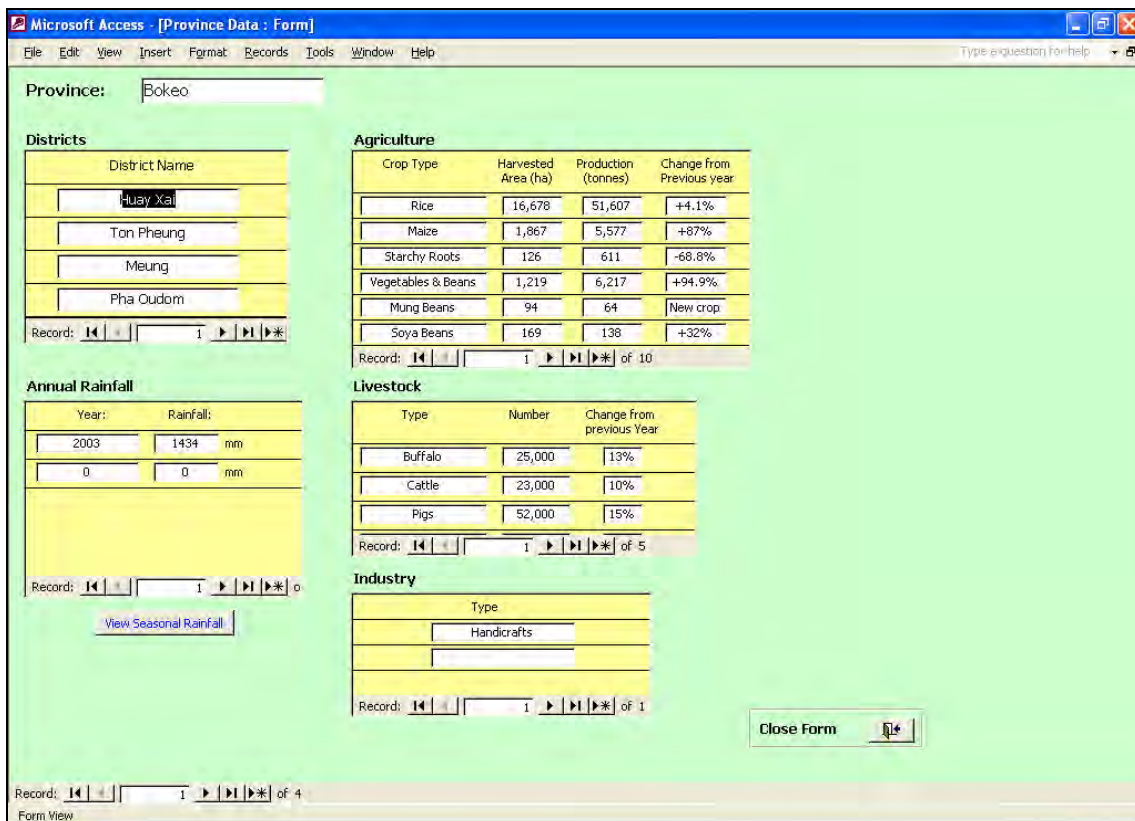 Microsoft Access - [Province Data : Form]
File Edit View Insert Format Records Tools Window Help Type a question for help
Province: Bokeo
Districts
District Name
Huay Xai
Ton Pheung
Meung
Pha Oudom
Record: 1
Agriculture
Crop Type Harvested Area (ha) Production (tonnes) Change from Previous year
Rice 16,678 51,607 +4.1%
Maize 1,867 5,577 +87%
Starchy Roots 126 611 -68.8%
Vegetables & Beans 1,219 6,217 +94.9%
Mung Beans 94 64 New crop
Soya Beans 169 138 +32%
Record: 1 of 10
Annual Rainfall
Year: Rainfall:
2003 1434 mm
0 0 mm
Record: 1 o
View Seasonal Rainfall
Livestock
Type Number Change from previous Year
Buffalo 25,000 13%
Cattle 23,000 10%
Pigs 52,000 15%
Record: 1 of 5
Industry
Type
Handicrafts
Record: 1 of 1
Close Form
Record: 1 of 4
Form View